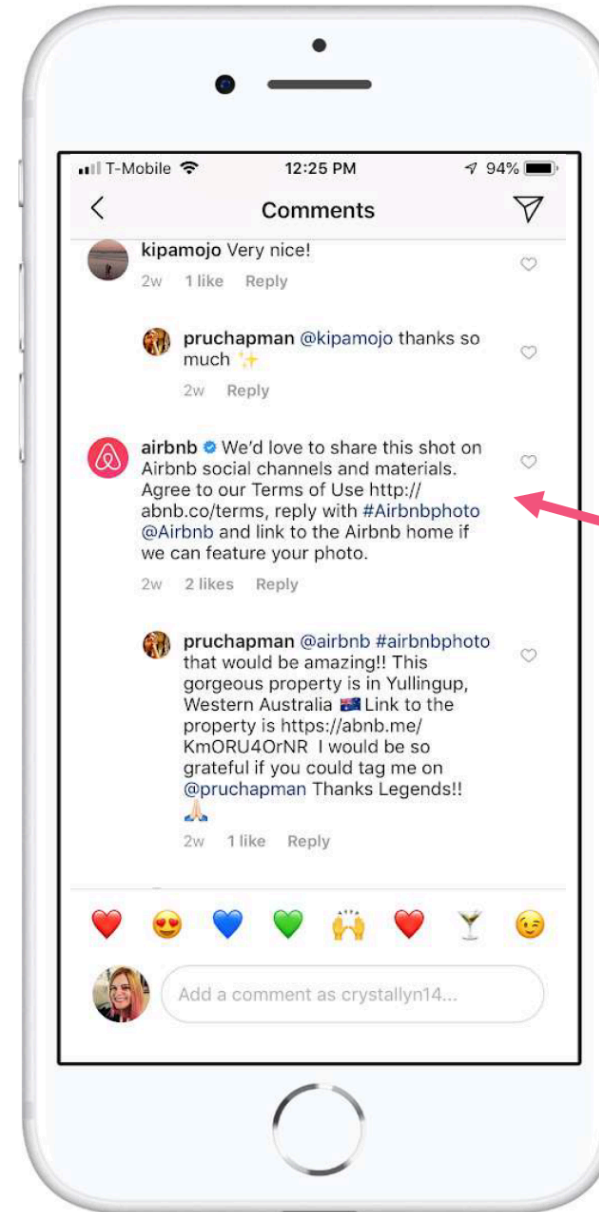 T-Mobile 12:25 PM 94%
Comments
kipamojo Very nice!
2w 1 like Reply
pruchapman @kipamojo thanks so
much ✨
2w Reply
airbnb We'd love to share this shot on
Airbnb social channels and materials.
Agree to our Terms of Use http://
abnb.co/terms, reply with #Airbnbphoto
@Airbnb and link to the Airbnb home if
we can feature your photo.
2w 2 likes Reply
pruchapman @airbnb #airbnbphoto
that would be amazing!! This
gorgeous property is in Yullingup,
Western Australia 🇦🇺 Link to the
property is https://abnb.me/
KmORU4OrNR I would be so
grateful if you could tag me on
@pruchapman Thanks Legends!!
🙏🏻
2w 1 like Reply
❤️ 😍 💙 💚 🙌 ❤️ 🍸 😉
Add a comment as crystallyn14...